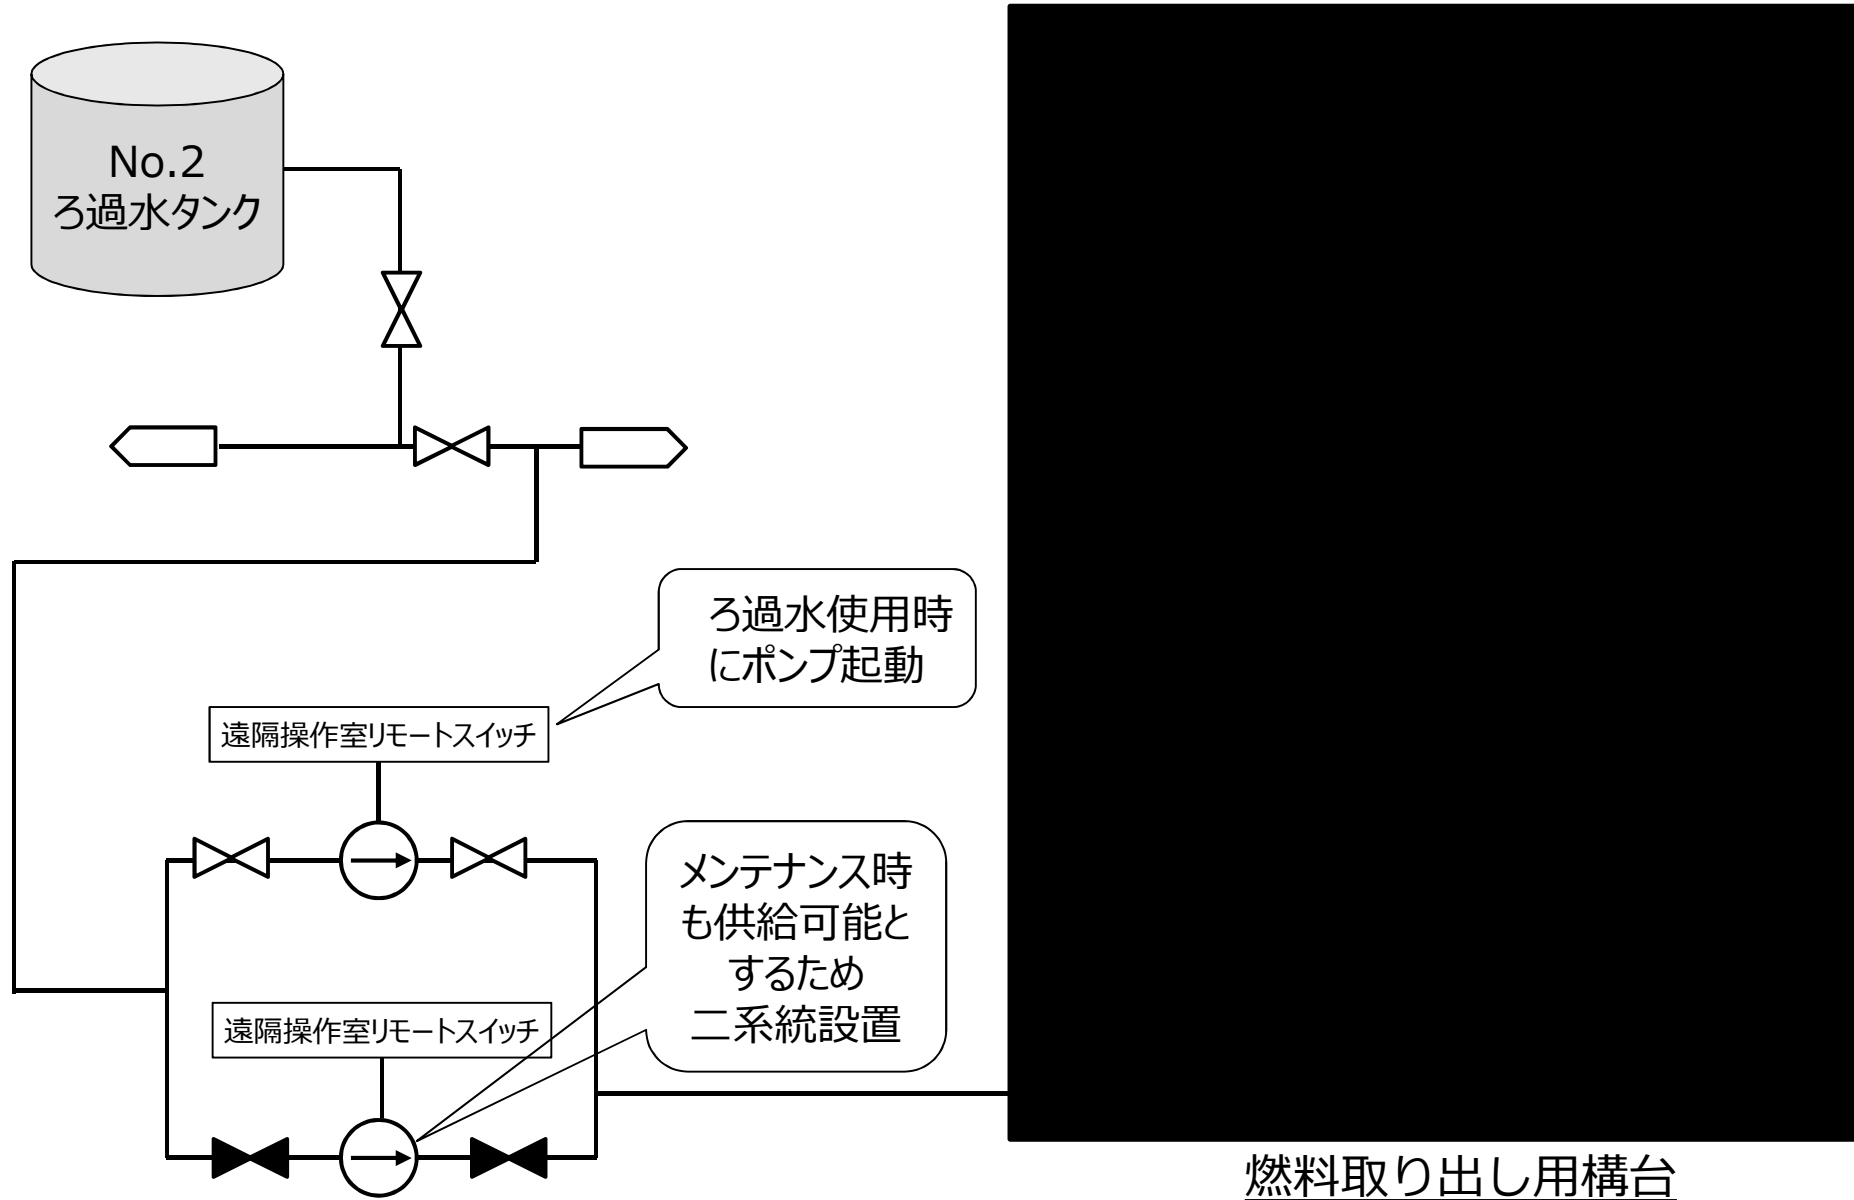 No.2
ろ過水タンク
ろ過水使用時
にポンプ起動
遠隔操作室リモートスイッチ
メンテナンス時
も供給可能と
するため
二系統設置
遠隔操作室リモートスイッチ
燃料取り出し用構台